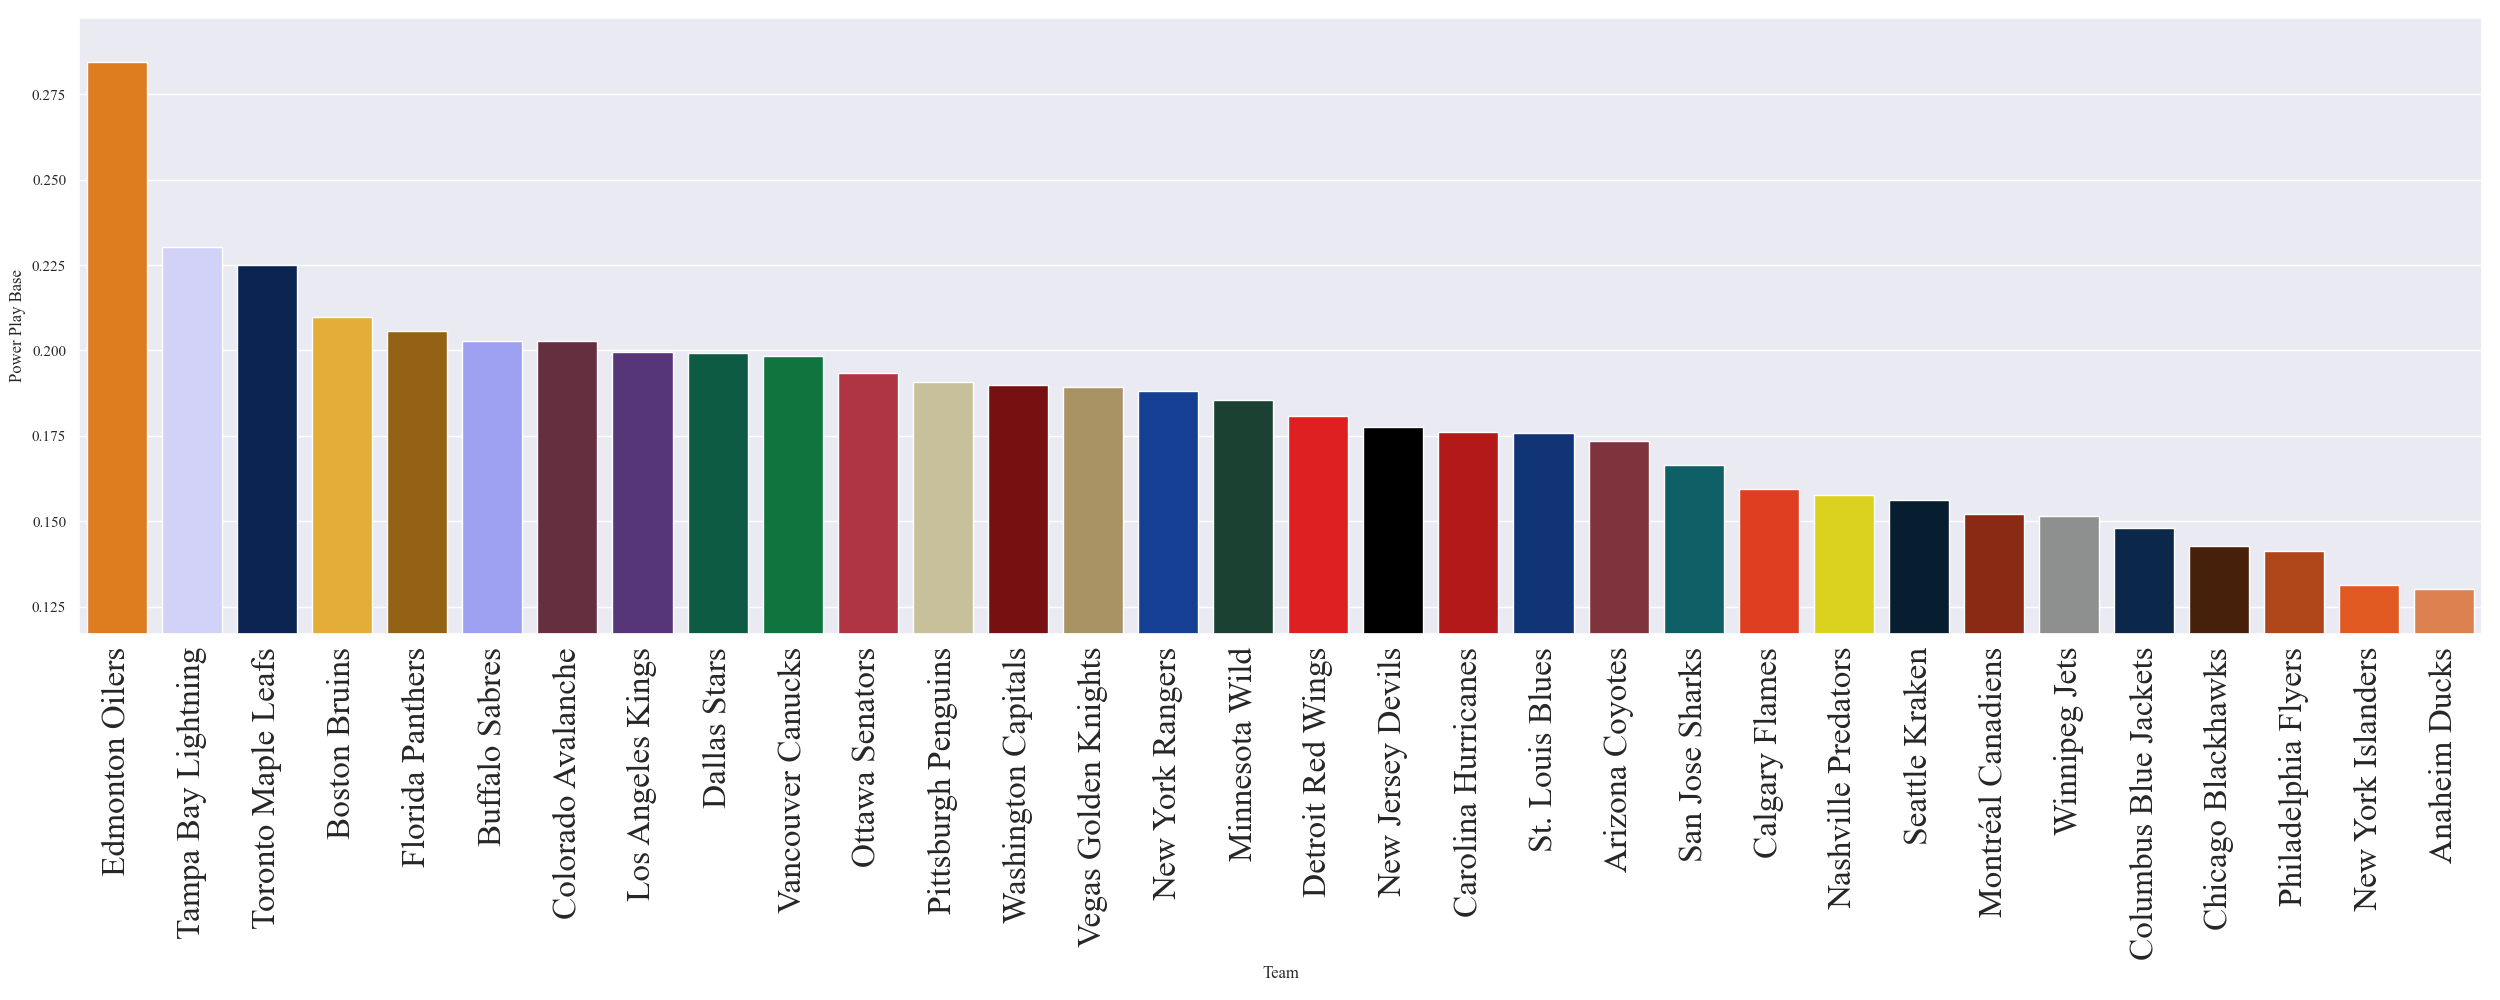 0.275
0.250
0.225
0.200
0.175
0.150
0.125
Power Play Base
Edmonton Oilers
Tampa Bay Lightning
Toronto Maple Leafs
Boston Bruins
Florida Panthers
Buffalo Sabres
Colorado Avalanche
Los Angeles Kings
Dallas Stars
Vancouver Canucks
Ottawa Senators
Pittsburgh Penguins
Washington Capitals
Vegas Golden Knights
New York Rangers
Minnesota Wild
Detroit Red Wings
New Jersey Devils
Carolina Hurricanes
St. Louis Blues
Arizona Coyotes
San Jose Sharks
Calgary Flames
Nashville Predators
Seattle Kraken
Montréal Canadiens
Winnipeg Jets
Columbus Blue Jackets
Chicago Blackhawks
Philadelphia Flyers
New York Islanders
Anaheim Ducks
Team